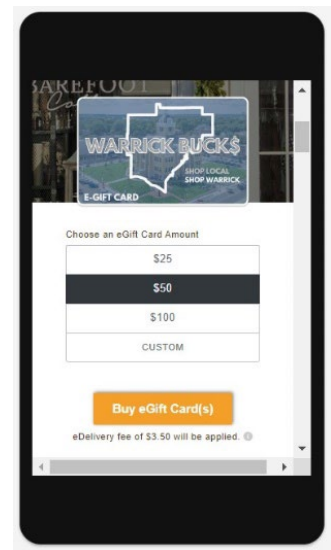 BAREFOOT
WARRICK BUCK$
SHOP LOCAL
SHOP WARRICK
E-GIFT CARD
Choose an eGift Card Amount
$25
$50
$100
CUSTOM
Buy eGift Card(s)
eDelivery fee of $3.50 will be applied.